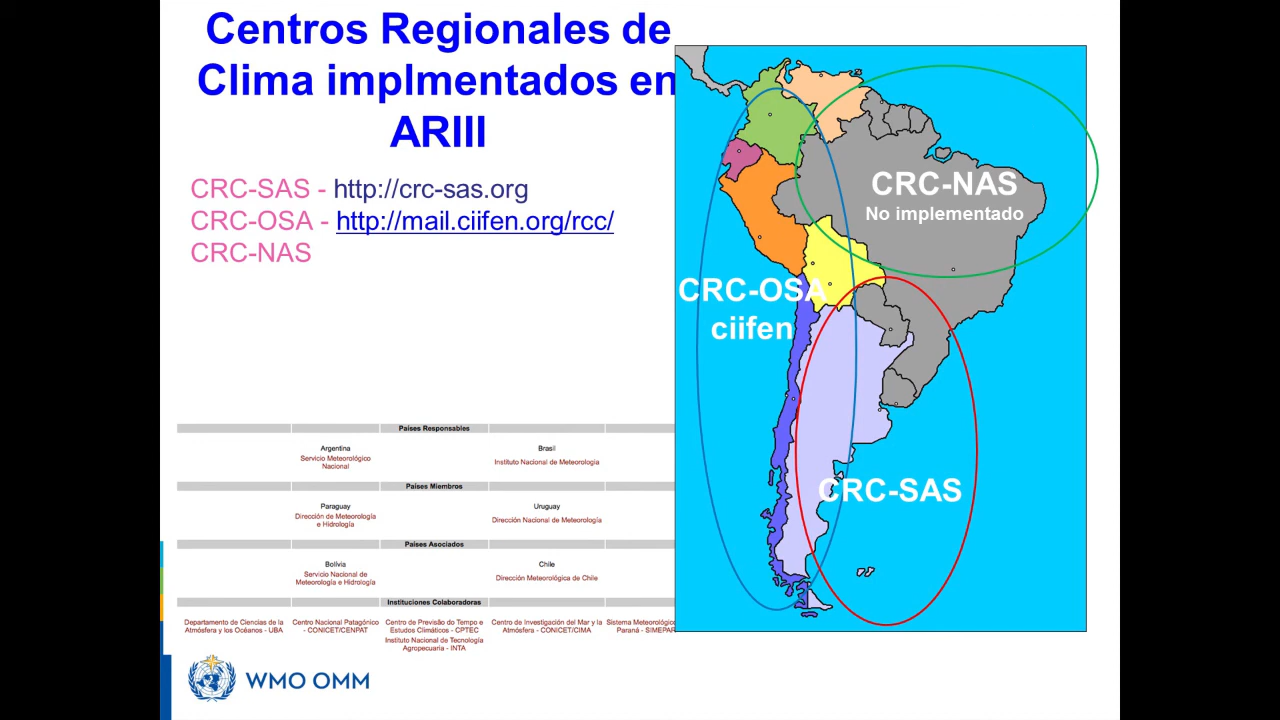 Centros Regionales de
Clima implmentados en
ARIII
CRC-SAS - http://crc-sas.org
CRC-OSA - http://mail.ciifen.org/rcc/
CRC-NAS
CRC-NAS
No implementado
CRC-OSA
ciifen
CRC-SAS
Países Responsables
Argentina
Servicio Meteorológico
Nacional
Brasil
Instituto Nacional de Meteorología
Países Miembros
Paraguay
Dirección de Meteorología
e Hidrología
Uruguay
Dirección Nacional de Meteorología
Países Asociados
Bolívia
Servicio Nacional de
Meteorología e Hidrología
Chile
Dirección Meteorológica de Chile
Instituciones Colaboradoras
Departamento de Ciencias de la
Atmósfera y los Océanos - UBA
Centro Nacional Patagónico
- CONICET/CENPAT
Centro de Previsão do Tempo e
Estudos Climáticos - CPTEC
Instituto Nacional de Tecnología
Agropecuaria - INTA
Centro de Investigación del Mar y la
Atmósfera - CONICET/CIMA
Sistema Meteorológico
Paraná - SIMEPAR
WMO OMM